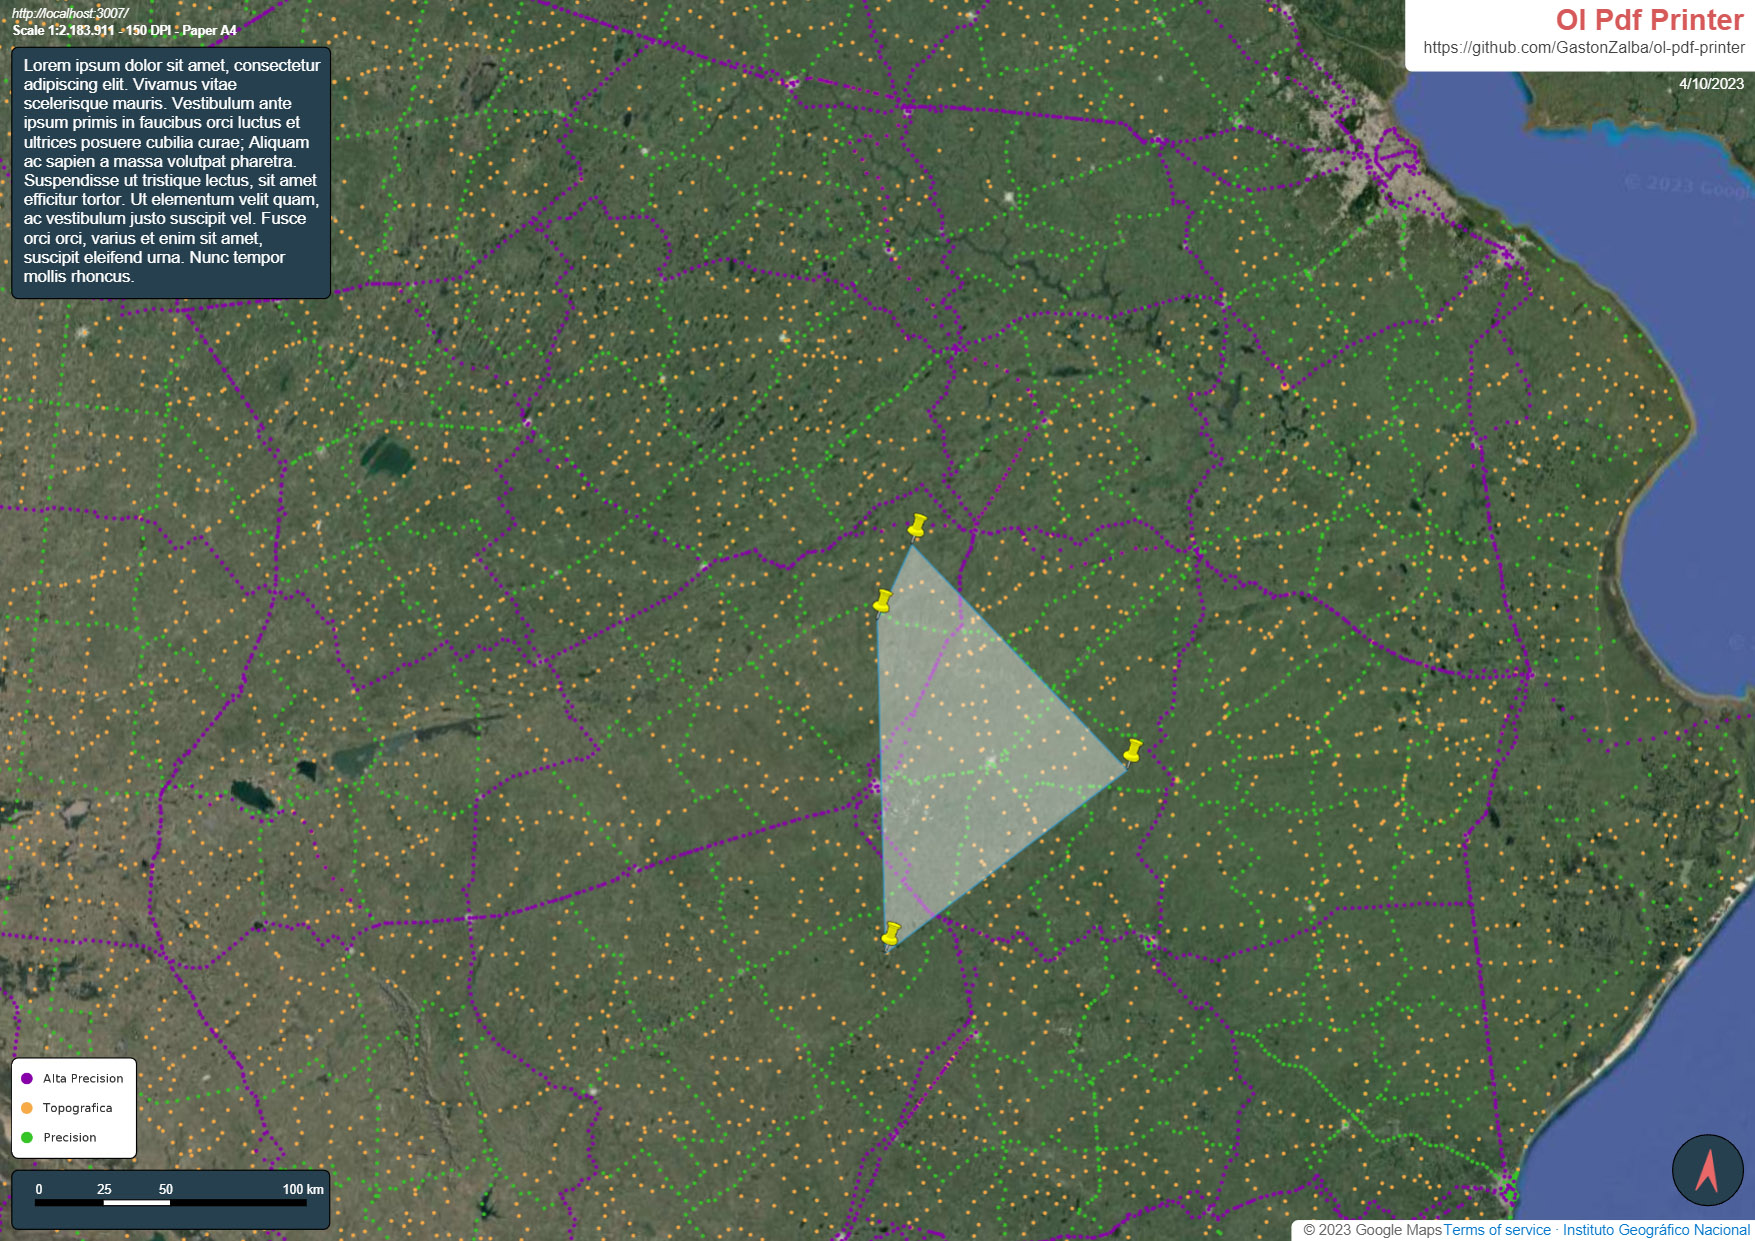 http://localhost:3007/
Scale 1:2.183.911 - 150 DPI - Paper A4
Ol Pdf Printer
https://github.com/GastonZalba/ol-pdf-printer
4/10/2023
Lorem ipsum dolor sit amet, consectetur
adipiscing elit. Vivamus vitae
scelerisque mauris. Vestibulum ante
ipsum primis in faucibus orci luctus et
ultrices posuere cubilia curae; Aliquam
ac sapien a massa volutpat pharetra.
Suspendisse ut tristique lectus, sit amet
efficitur tortor. Ut elementum velit quam,
ac vestibulum justo suscipit vel. Fusce
orci orci, varius et enim sit amet,
suscipit eleifend urna. Nunc tempor
mollis rhoncus.
© 2023 Google
Alta Precision
Topografica
Precision
0 25 50 100 km
© 2023 Google Maps Terms of service · Instituto Geográfico Nacional